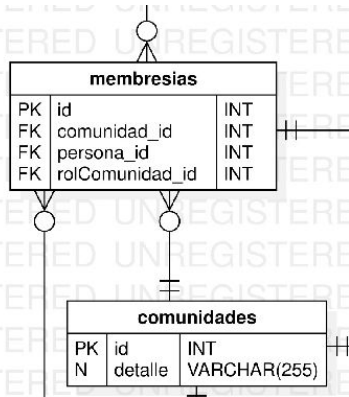 membresias
PK id INT
FK comunidad_id INT
FK persona_id INT
FK rolComunidad_id INT
comunidades
PK id INT
N detalle VARCHAR(255)
UNREGISTERED